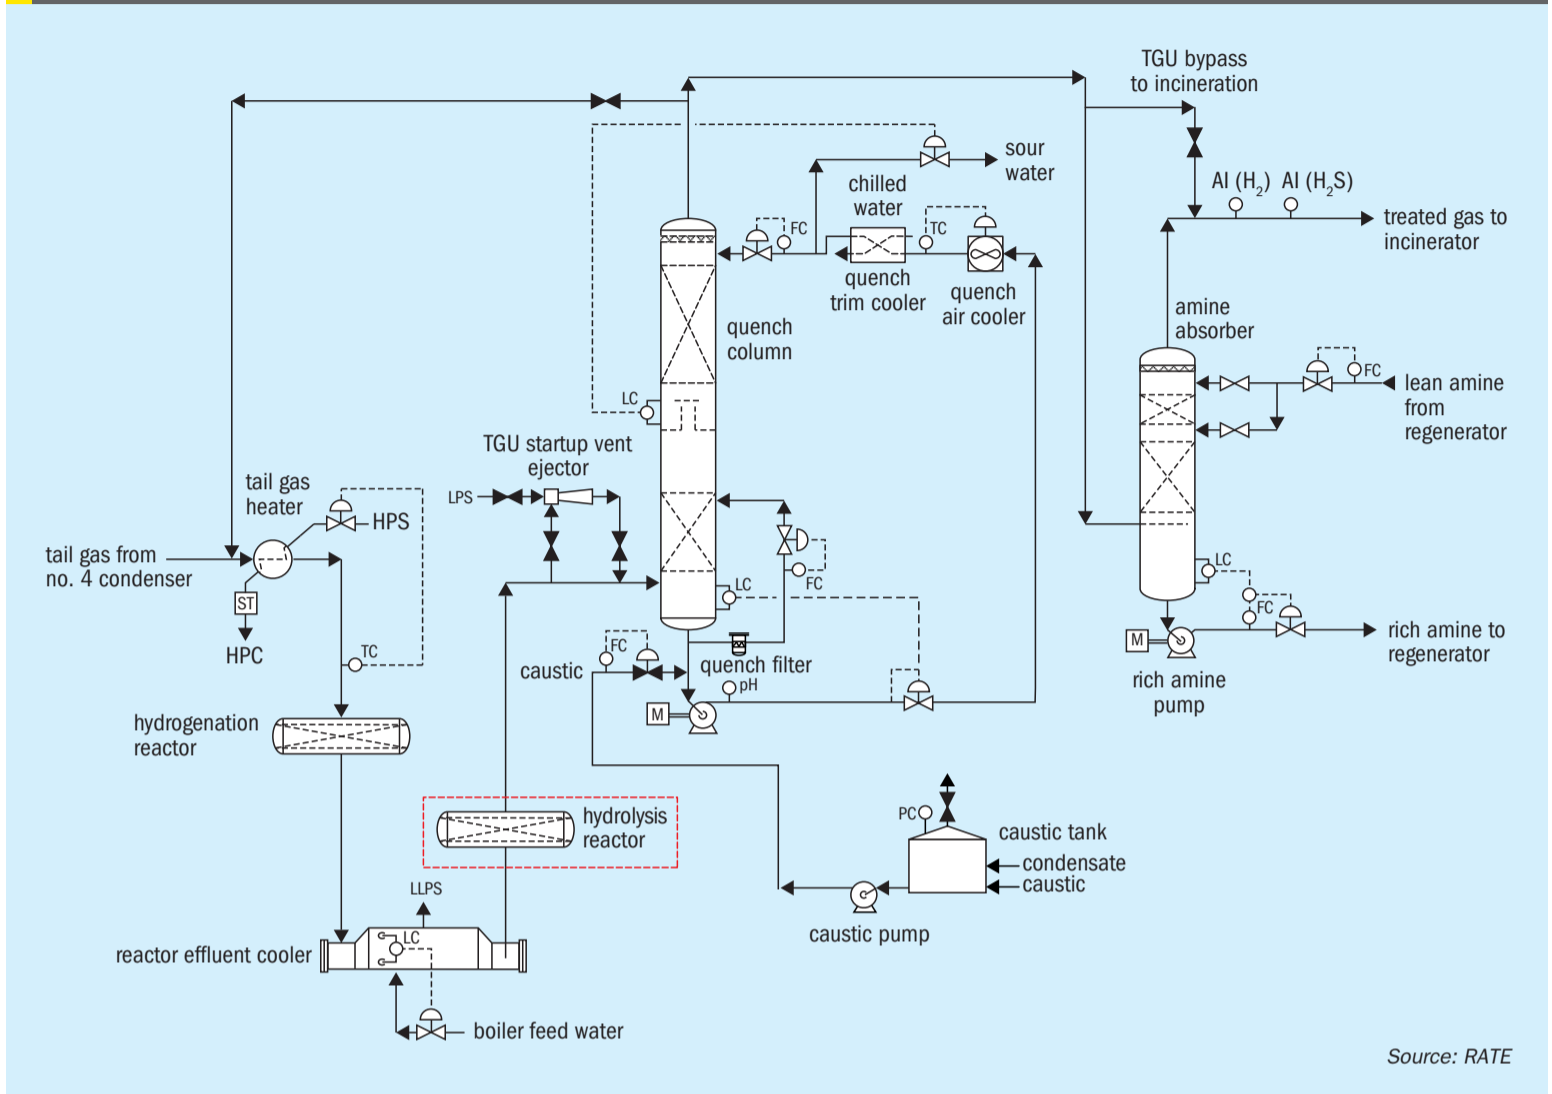 TGU bypass
to incineration
sour
water
AI (H2) AI (H2S)
chilled
water
treated gas to
incinerator
FC
TC
quench
trim cooler
quench
air cooler
amine
absorber
quench
column
FC
lean amine
from
regenerator
LC
TGU startup vent
ejector
LPS
tail gas
heater
HPS
tail gas from
no. 4 condenser
LC
FC
LC
ST
FC
HPC
TC
FC
caustic
quench filter
pH
M
rich amine to
regenerator
M
rich amine
pump
hydrogenation
reactor
hydrolysis
reactor
PC
caustic tank
condensate
caustic
LLPS
caustic pump
LC
reactor effluent cooler
boiler feed water
Source: RATE